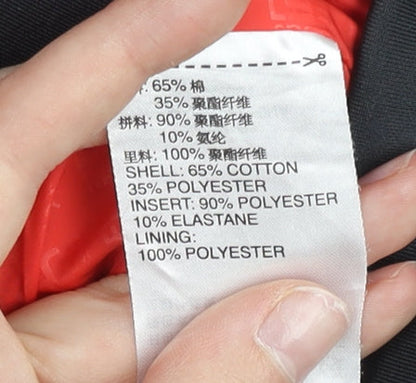 : 65% 棉
35% 聚酯纤维
拼料: 90% 聚酯纤维
10% 氨纶
里料: 100% 聚酯纤维
SHELL: 65% COTTON
35% POLYESTER
INSERT: 90% POLYESTER
10% ELASTANE
LINING:
100% POLYESTER